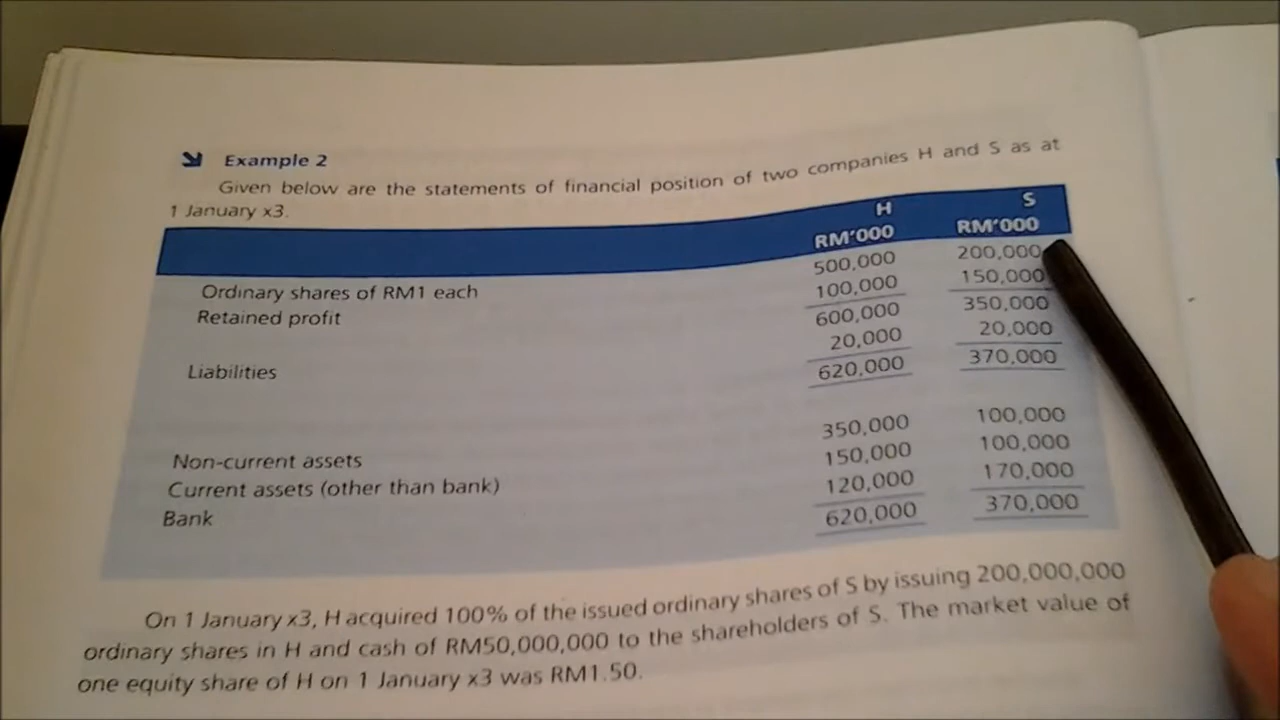 Example 2
Given below are the statements of financial position of two companies H and S as at
1 January x3.
H S
RM'000 RM'000
Ordinary shares of RM1 each 500,000 200,000
Retained profit 100,000 150,000
600,000 350,000
Liabilities 20,000 20,000
620,000 370,000
Non-current assets 350,000 100,000
Current assets (other than bank) 150,000 100,000
Bank 120,000 170,000
620,000 370,000
On 1 January x3, H acquired 100% of the issued ordinary shares of S by issuing 200,000,000
ordinary shares in H and cash of RM50,000,000 to the shareholders of S. The market value of
one equity share of H on 1 January x3 was RM1.50.